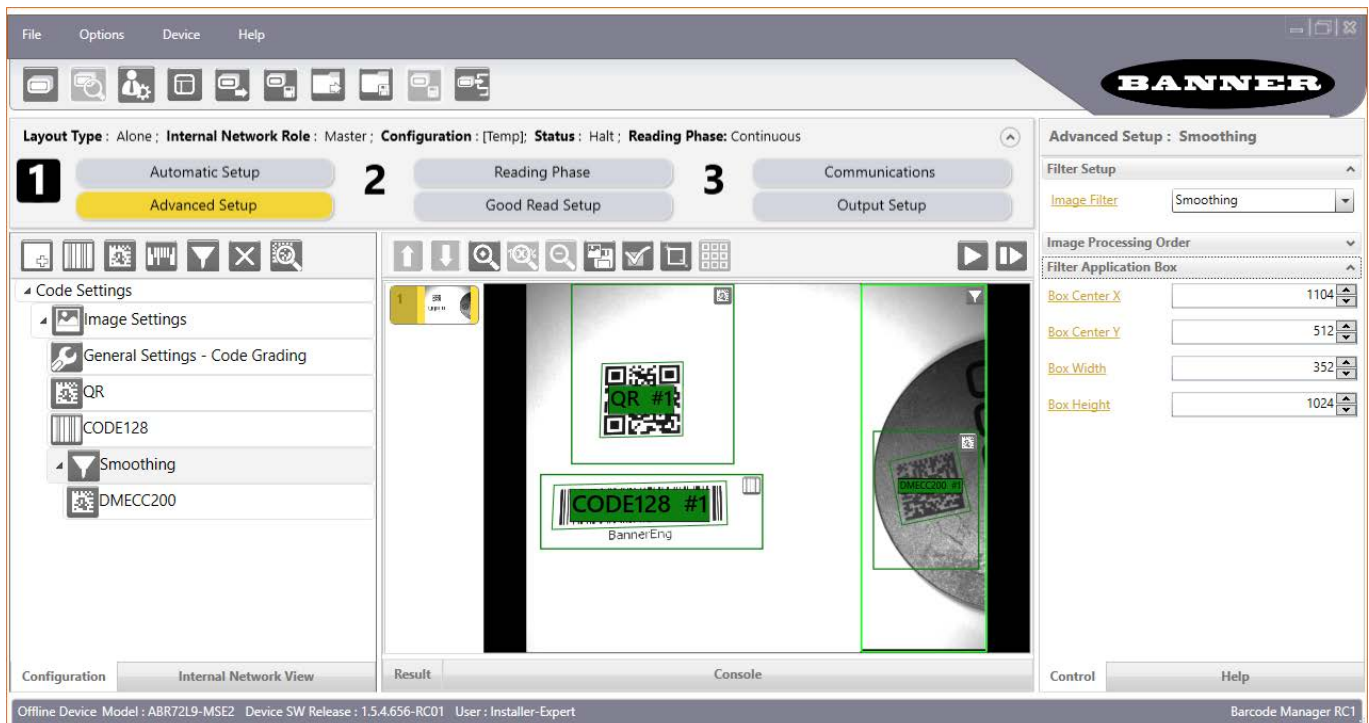 File Options Device Help
BANNER
Layout Type : Alone ; Internal Network Role : Master ; Configuration : [Temp]; Status : Halt ; Reading Phase: Continuous
1 Automatic Setup 2 Reading Phase 3 Communications
Advanced Setup Good Read Setup Output Setup
Code Settings
Image Settings
General Settings - Code Grading
QR
CODE128
Smoothing
DMECC200
Configuration Internal Network View
1
QR #1
CODE128 #1
BannerEng
DMECC200 #1
Result Console
Advanced Setup : Smoothing
Filter Setup
Image Filter Smoothing
Image Processing Order
Filter Application Box
Box Center X 1104
Box Center Y 512
Box Width 352
Box Height 1024
Control Help
Offline Device Model : ABR72L9-MSE2 Device SW Release : 1.5.4.656-RC01 User : Installer-Expert Barcode Manager RC1